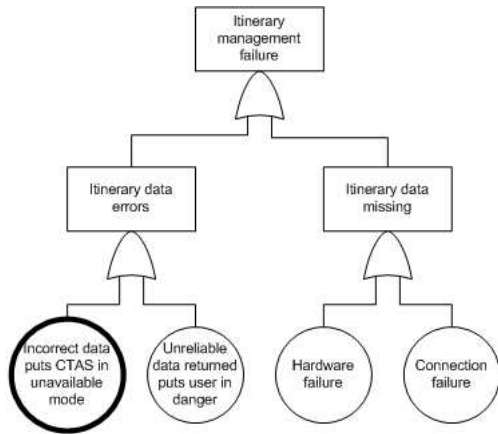 Itinerary
management
failure
Itinerary data
errors
Itinerary data
missing
Incorrect data
puts CTAS in
unavailable
mode
Unreliable
data returned
puts user in
danger
Hardware
failure
Connection
failure